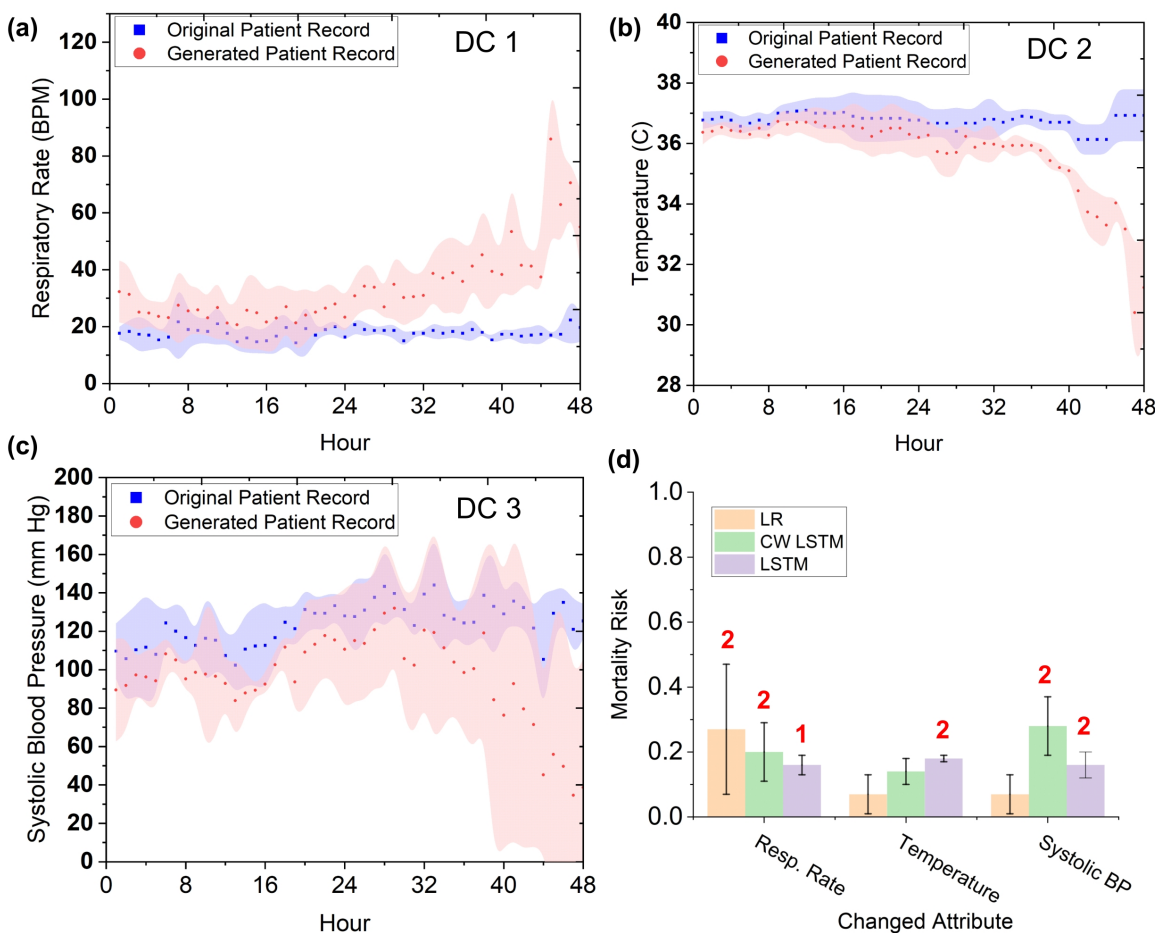 (a)
DC 1
Original Patient Record
Generated Patient Record
Respiratory Rate (BPM)
120
100
80
60
40
20
0
0 8 16 24 32 40 48
Hour
(b)
DC 2
Original Patient Record
Generated Patient Record
Temperature (C)
40
38
36
34
32
30
28
0 8 16 24 32 40 48
Hour
(c)
DC 3
Original Patient Record
Generated Patient Record
Systolic Blood Pressure (mm Hg)
200
180
160
140
120
100
80
60
40
20
0
0 8 16 24 32 40 48
Hour
(d)
LR
CW LSTM
LSTM
Mortality Risk
1.0
0.8
0.6
0.4
0.2
0.0
2 2 1 2 2 2
Resp. Rate
Temperature
Systolic BP
Changed Attribute